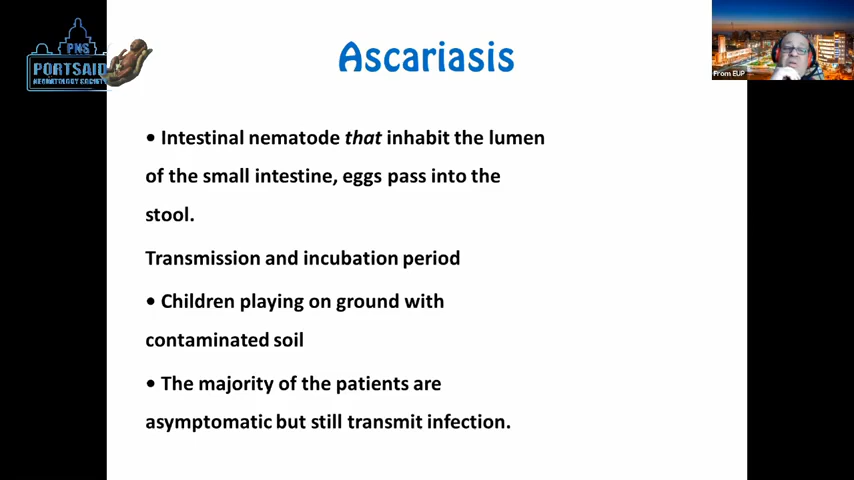 PNS
PORTSAID
NEONATOLOGY SOCIETY
Ascariasis
From EUP
• Intestinal nematode that inhabit the lumen
of the small intestine, eggs pass into the
stool.
Transmission and incubation period
• Children playing on ground with
contaminated soil
• The majority of the patients are
asymptomatic but still transmit infection.